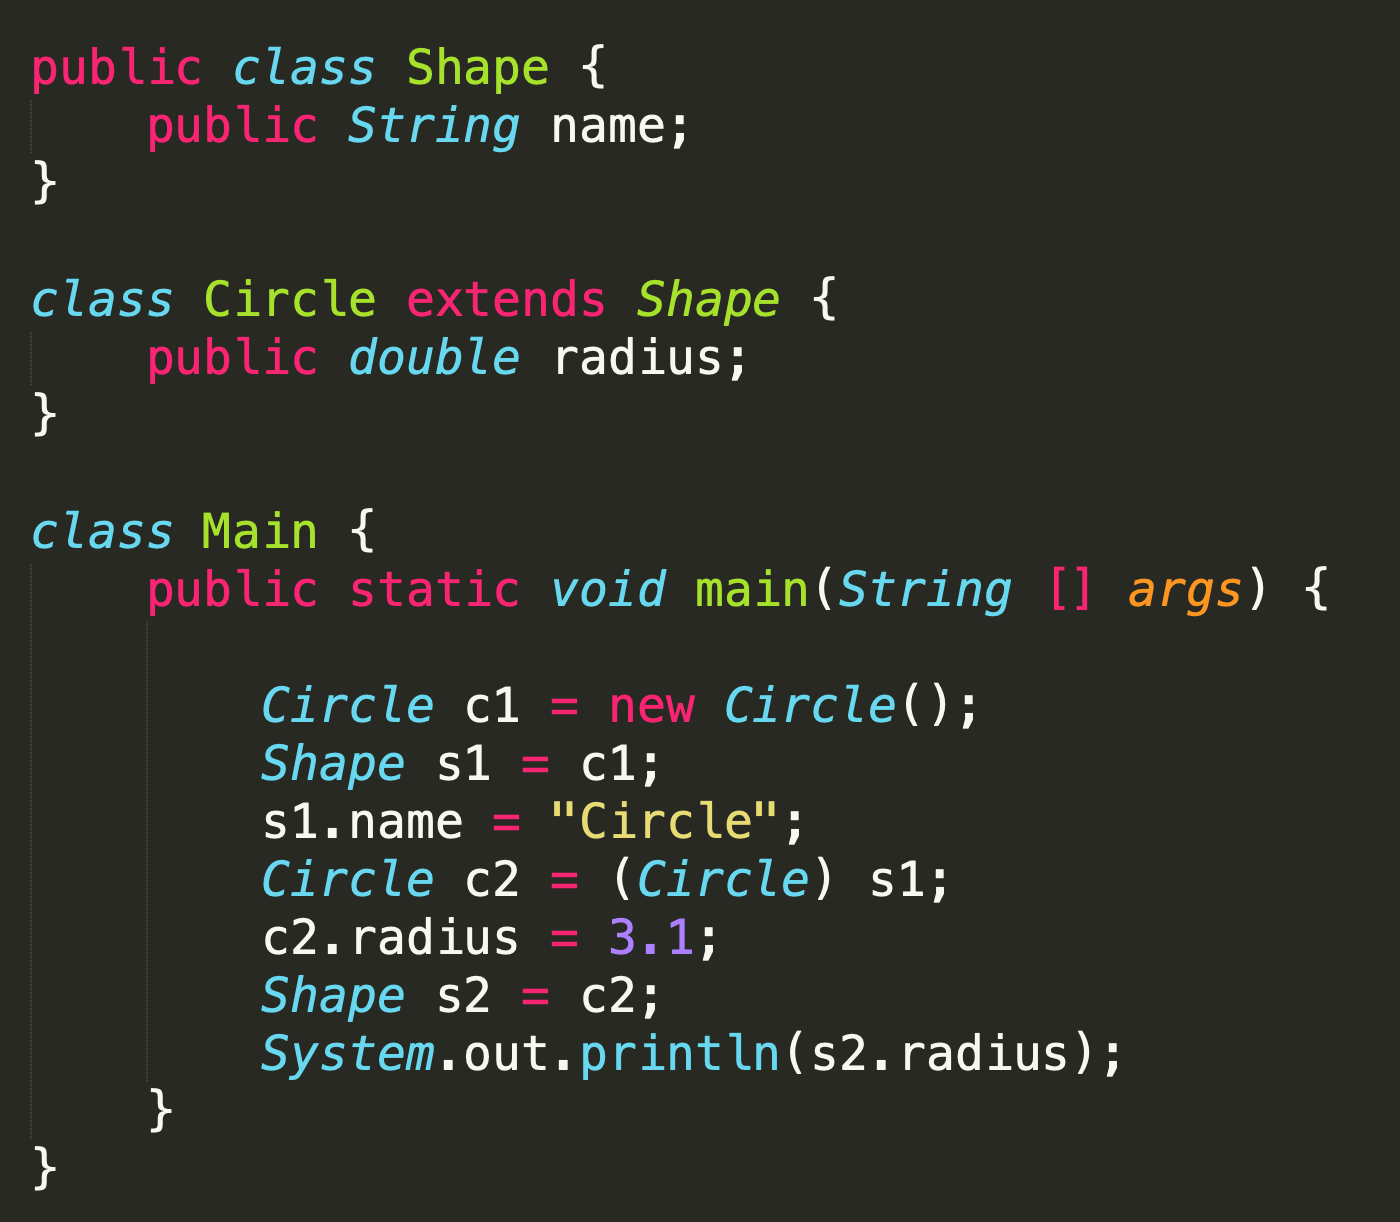 public class Shape {
    public String name;
}

class Circle extends Shape {
    public double radius;
}

class Main {
    public static void main(String [] args) {

        Circle c1 = new Circle();
        Shape s1 = c1;
        s1.name = "Circle";
        Circle c2 = (Circle) s1;
        c2.radius = 3.1;
        Shape s2 = c2;
        System.out.println(s2.radius);
    }
}